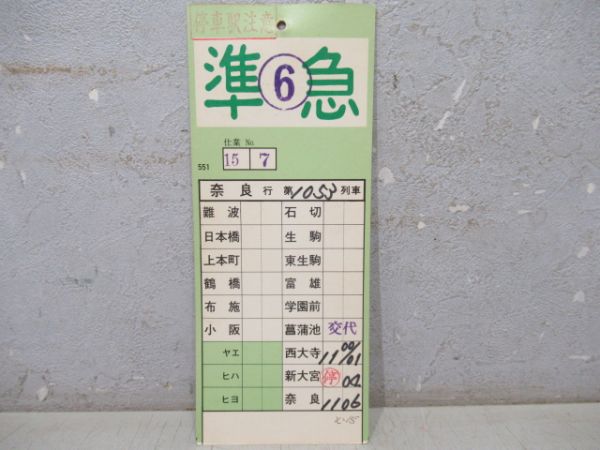 停車駅注意
準⑥急
仕業 No.
551 15 7
奈良行 第1053列車
難波 石切
日本橋 生駒
上本町 東生駒
鶴橋 富雄
布施 学園前
小阪 菖蒲池 交代
ヤエ 西大寺 11 00/01
ヒハ 新大宮 停 04
ヒヨ 奈良 1106